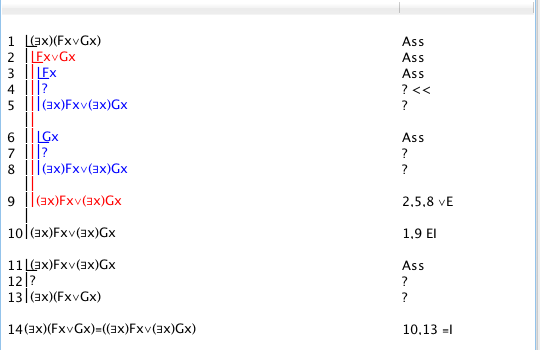 1 (∃x)(Fx∨Gx) Ass
2 Fx∨Gx Ass
3 Fx Ass
4 ? ? <<
5 (∃x)Fx∨(∃x)Gx ?
6 Gx Ass
7 ? ?
8 (∃x)Fx∨(∃x)Gx ?
9 (∃x)Fx∨(∃x)Gx 2,5,8 ∨E
10 (∃x)Fx∨(∃x)Gx 1,9 EI
11 (∃x)Fx∨(∃x)Gx Ass
12 ? ?
13 (∃x)(Fx∨Gx) ?
14 (∃x)(Fx∨Gx)≡((∃x)Fx∨(∃x)Gx) 10,13 ≡I